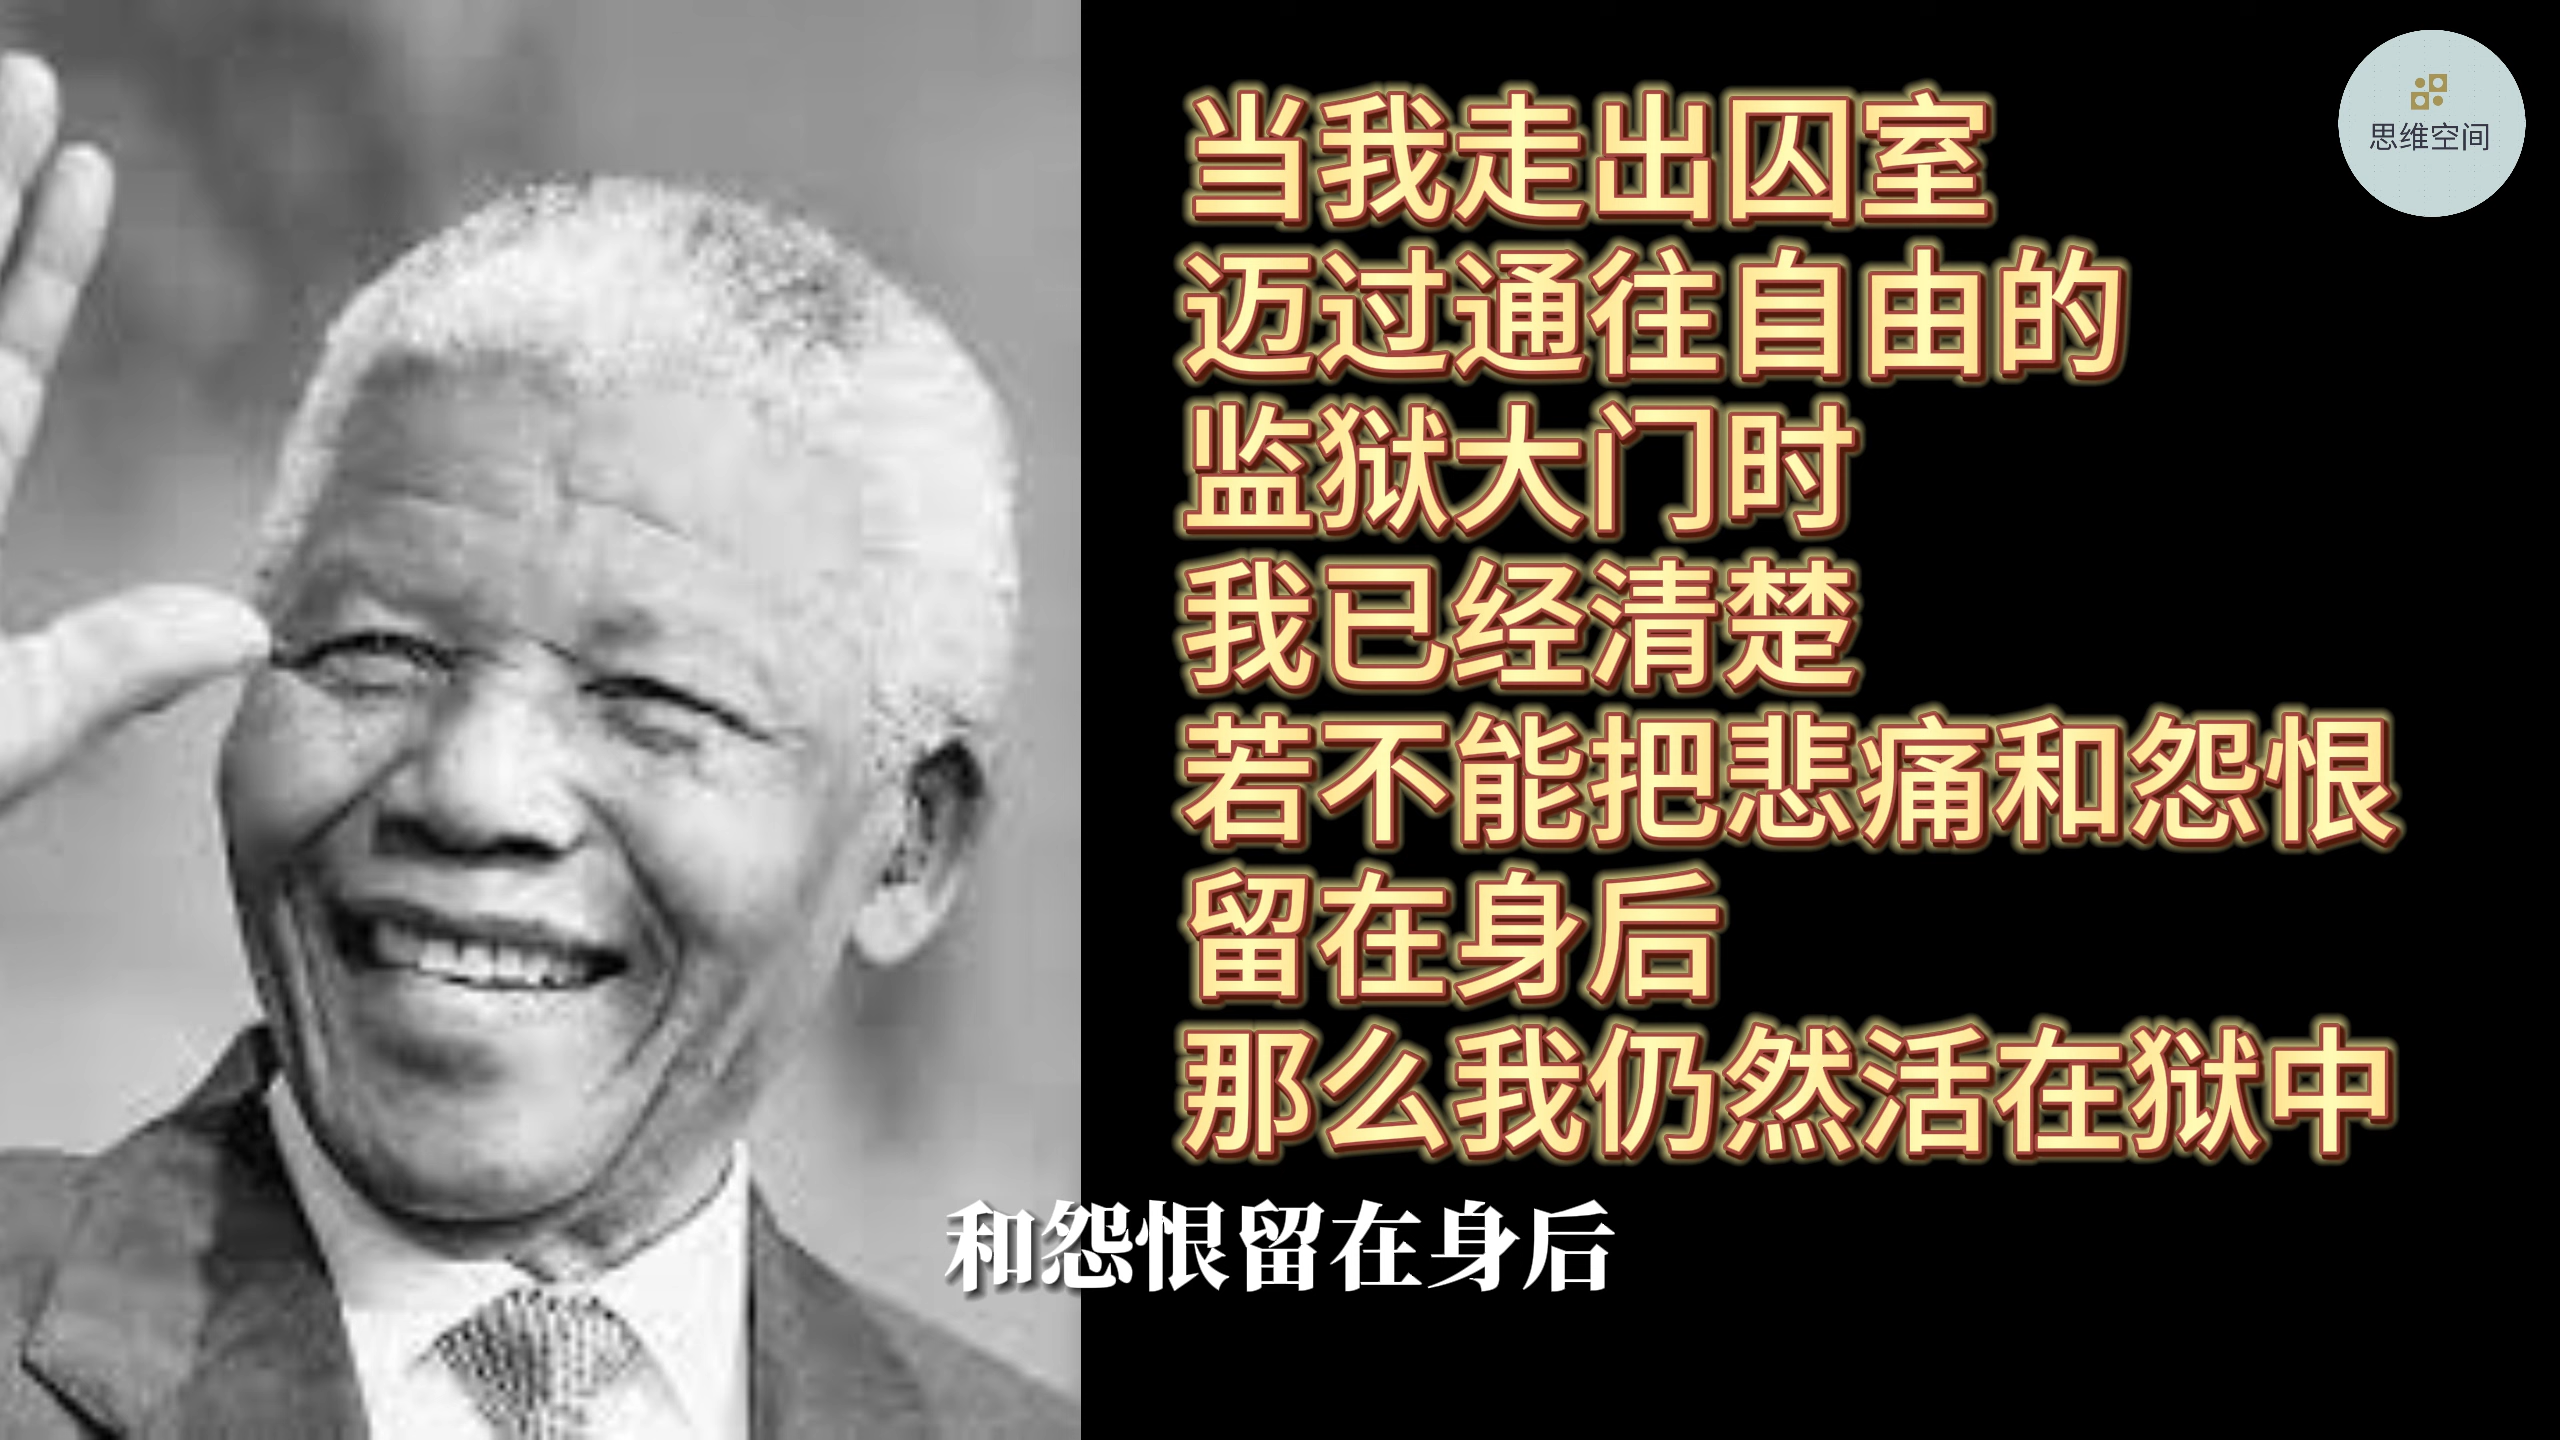 当我走出囚室
迈过通往自由的
监狱大门时
我已经清楚
若不能把悲痛和怨恨
留在身后
那么我仍然活在狱中
和怨恨留在身后
思维空间